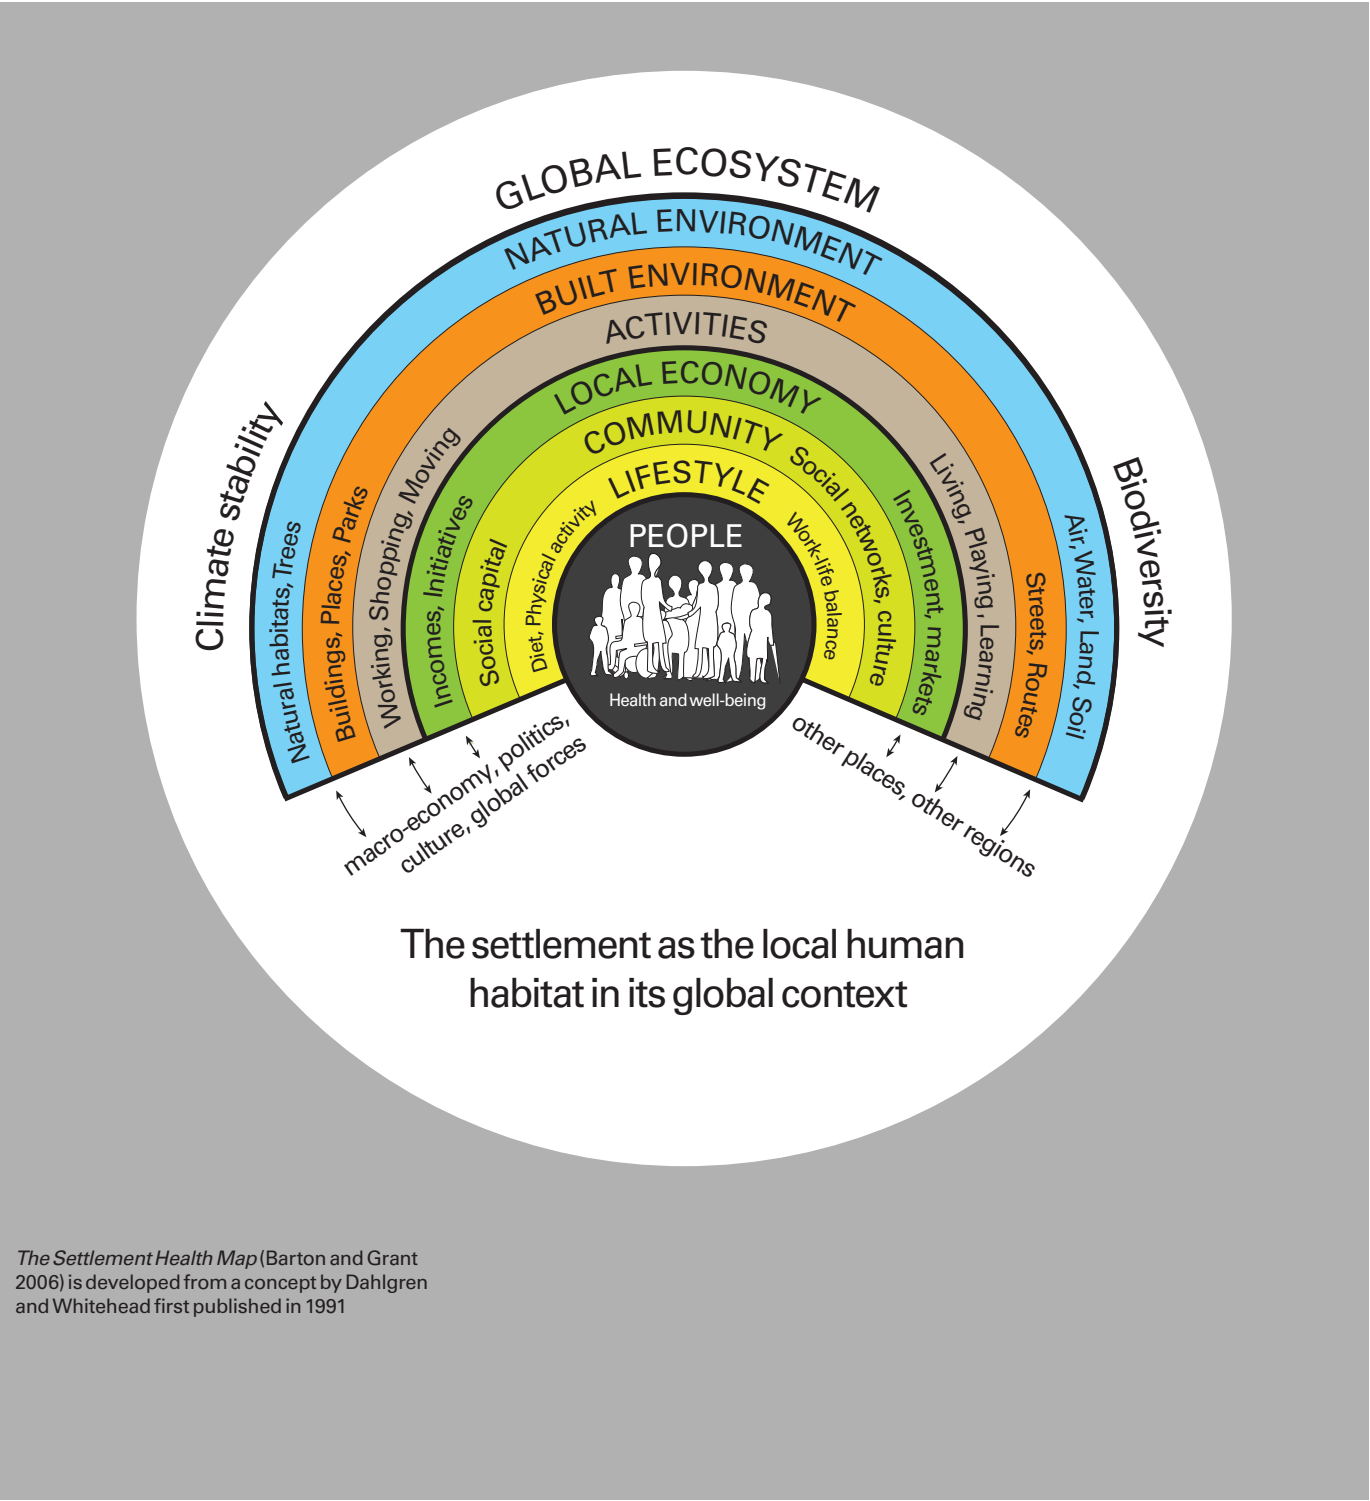 GLOBAL ECOSYSTEM
NATURAL ENVIRONMENT
BUILT ENVIRONMENT
ACTIVITIES
LOCAL ECONOMY
COMMUNITY
LIFESTYLE
PEOPLE
Health and well-being
Climate stability
Natural habitats, Trees
Buildings, Places, Parks
Working, Shopping, Moving
Incomes, Initiatives
Social capital
Diet, Physical activity
Work-life balance
Social networks, culture
Investment, markets
Living, Playing, Learning
Streets, Routes
Air, Water, Land, Soil
Biodiversity
macro-economy, politics,
culture, global forces
other places, other regions
The settlement as the local human
habitat in its global context
The Settlement Health Map (Barton and Grant
2006) is developed from a concept by Dahlgren
and Whitehead first published in 1991